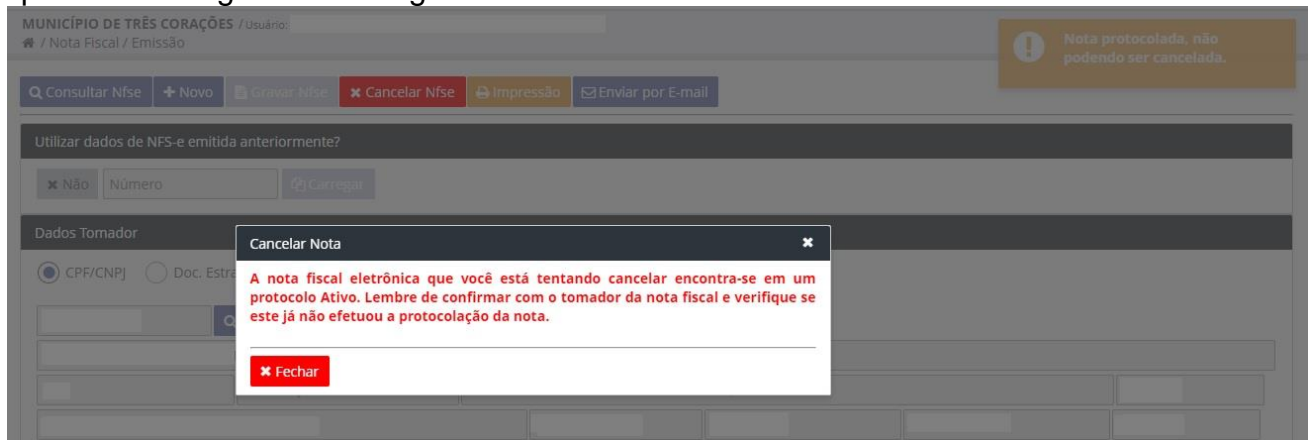 MUNICÍPIO DE TRÊS CORAÇÕES / Usuário:
/ Nota Fiscal / Emissão
Nota protocolada, não
podendo ser cancelada.
Consultar Nfse Novo Gravar Nfse Cancelar Nfse Impressão Enviar por E-mail
Utilizar dados de NFS-e emitida anteriormente?
Não Número Carregar
Dados Tomador
CPF/CNPJ Doc. Estra
Cancelar Nota
A nota fiscal eletrônica que você está tentando cancelar encontra-se em um
protocolo Ativo. Lembre de confirmar com o tomador da nota fiscal e verifique se
este já não efetuou a protocolação da nota.
Fechar